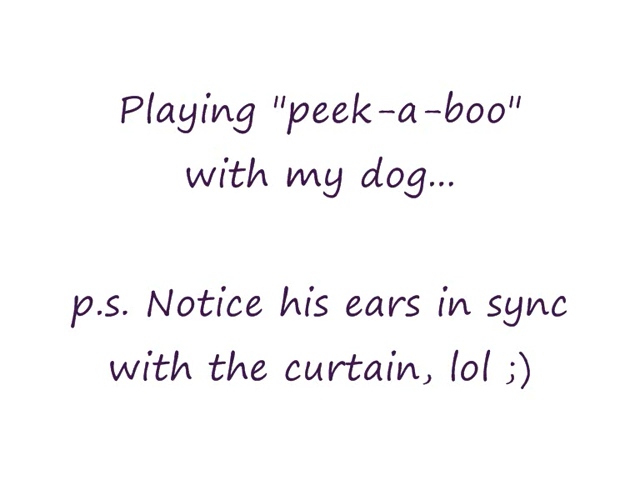 Playing "peek-a-boo"
with my dog...
p.s. Notice his ears in sync
with the curtain, lol ;)